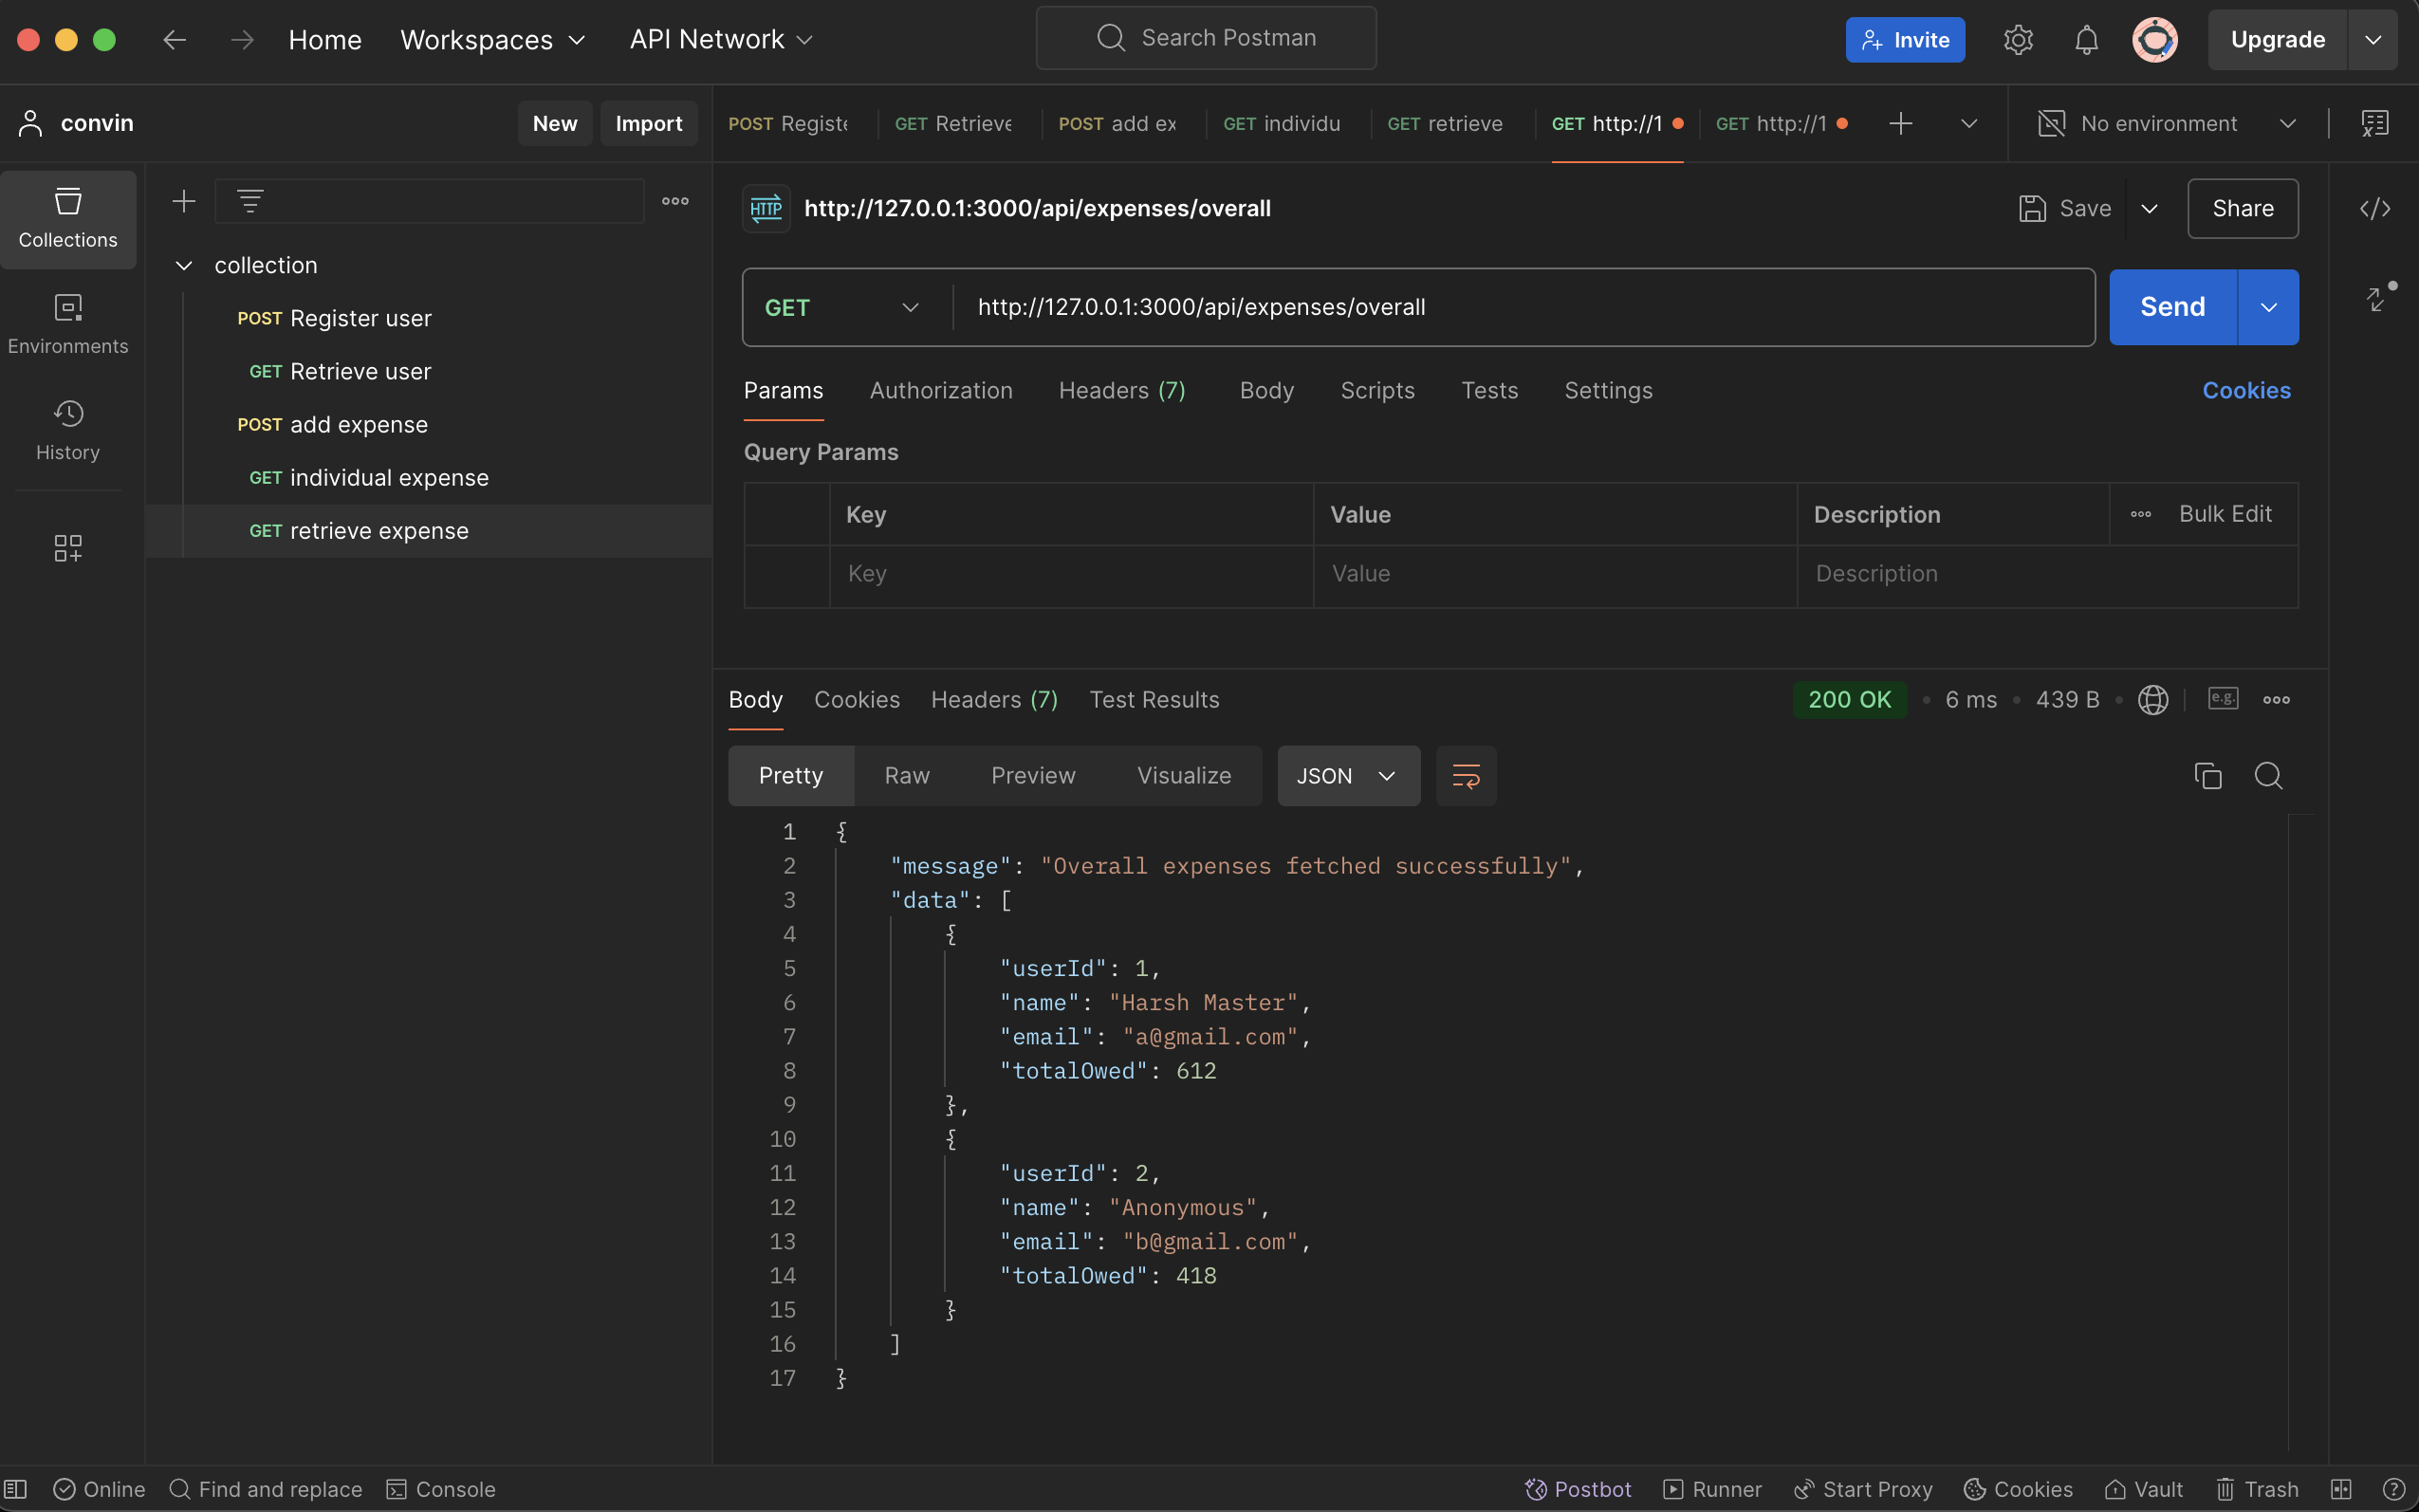 Home Workspaces API Network Search Postman Invite Upgrade
convin New Import POST Registe GET Retrieve POST add ex GET individu GET retrieve GET http://1 GET http://1 No environment
Collections
Environments
History
collection
POST Register user
GET Retrieve user
POST add expense
GET individual expense
GET retrieve expense
HTTP http://127.0.0.1:3000/api/expenses/overall Save Share
GET http://127.0.0.1:3000/api/expenses/overall Send
Params Authorization Headers (7) Body Scripts Tests Settings Cookies
Query Params
Key Value Description Bulk Edit
Key Value Description
Body Cookies Headers (7) Test Results 200 OK 6 ms 439 B e.g.
Pretty Raw Preview Visualize JSON
1 {
2 "message": "Overall expenses fetched successfully",
3 "data": [
4 {
5 "userId": 1,
6 "name": "Harsh Master",
7 "email": "a@gmail.com",
8 "totalOwed": 612
9 },
10 {
11 "userId": 2,
12 "name": "Anonymous",
13 "email": "b@gmail.com",
14 "totalOwed": 418
15 }
16 ]
17 }
Online Find and replace Console Postbot Runner Start Proxy Cookies Vault Trash